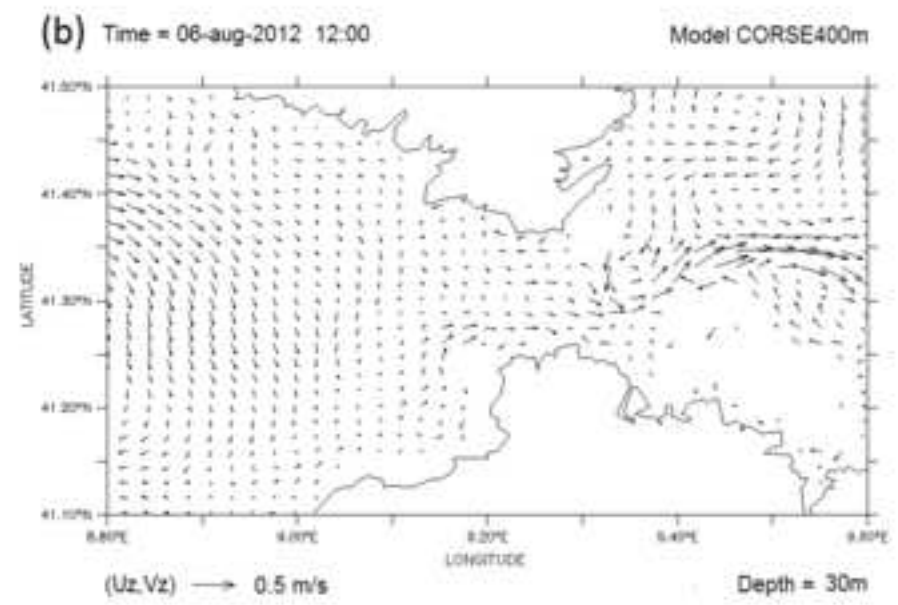 (b) Time = 06-aug-2012 12:00 Model CORSE400m
41.50°N
41.40°N
41.30°N
41.20°N
41.10°N
LATITUDE
8.80°E 9.00°E 9.20°E 9.40°E 9.60°E
LONGITUDE
(Uz,Vz) 0.5 m/s Depth = 30m